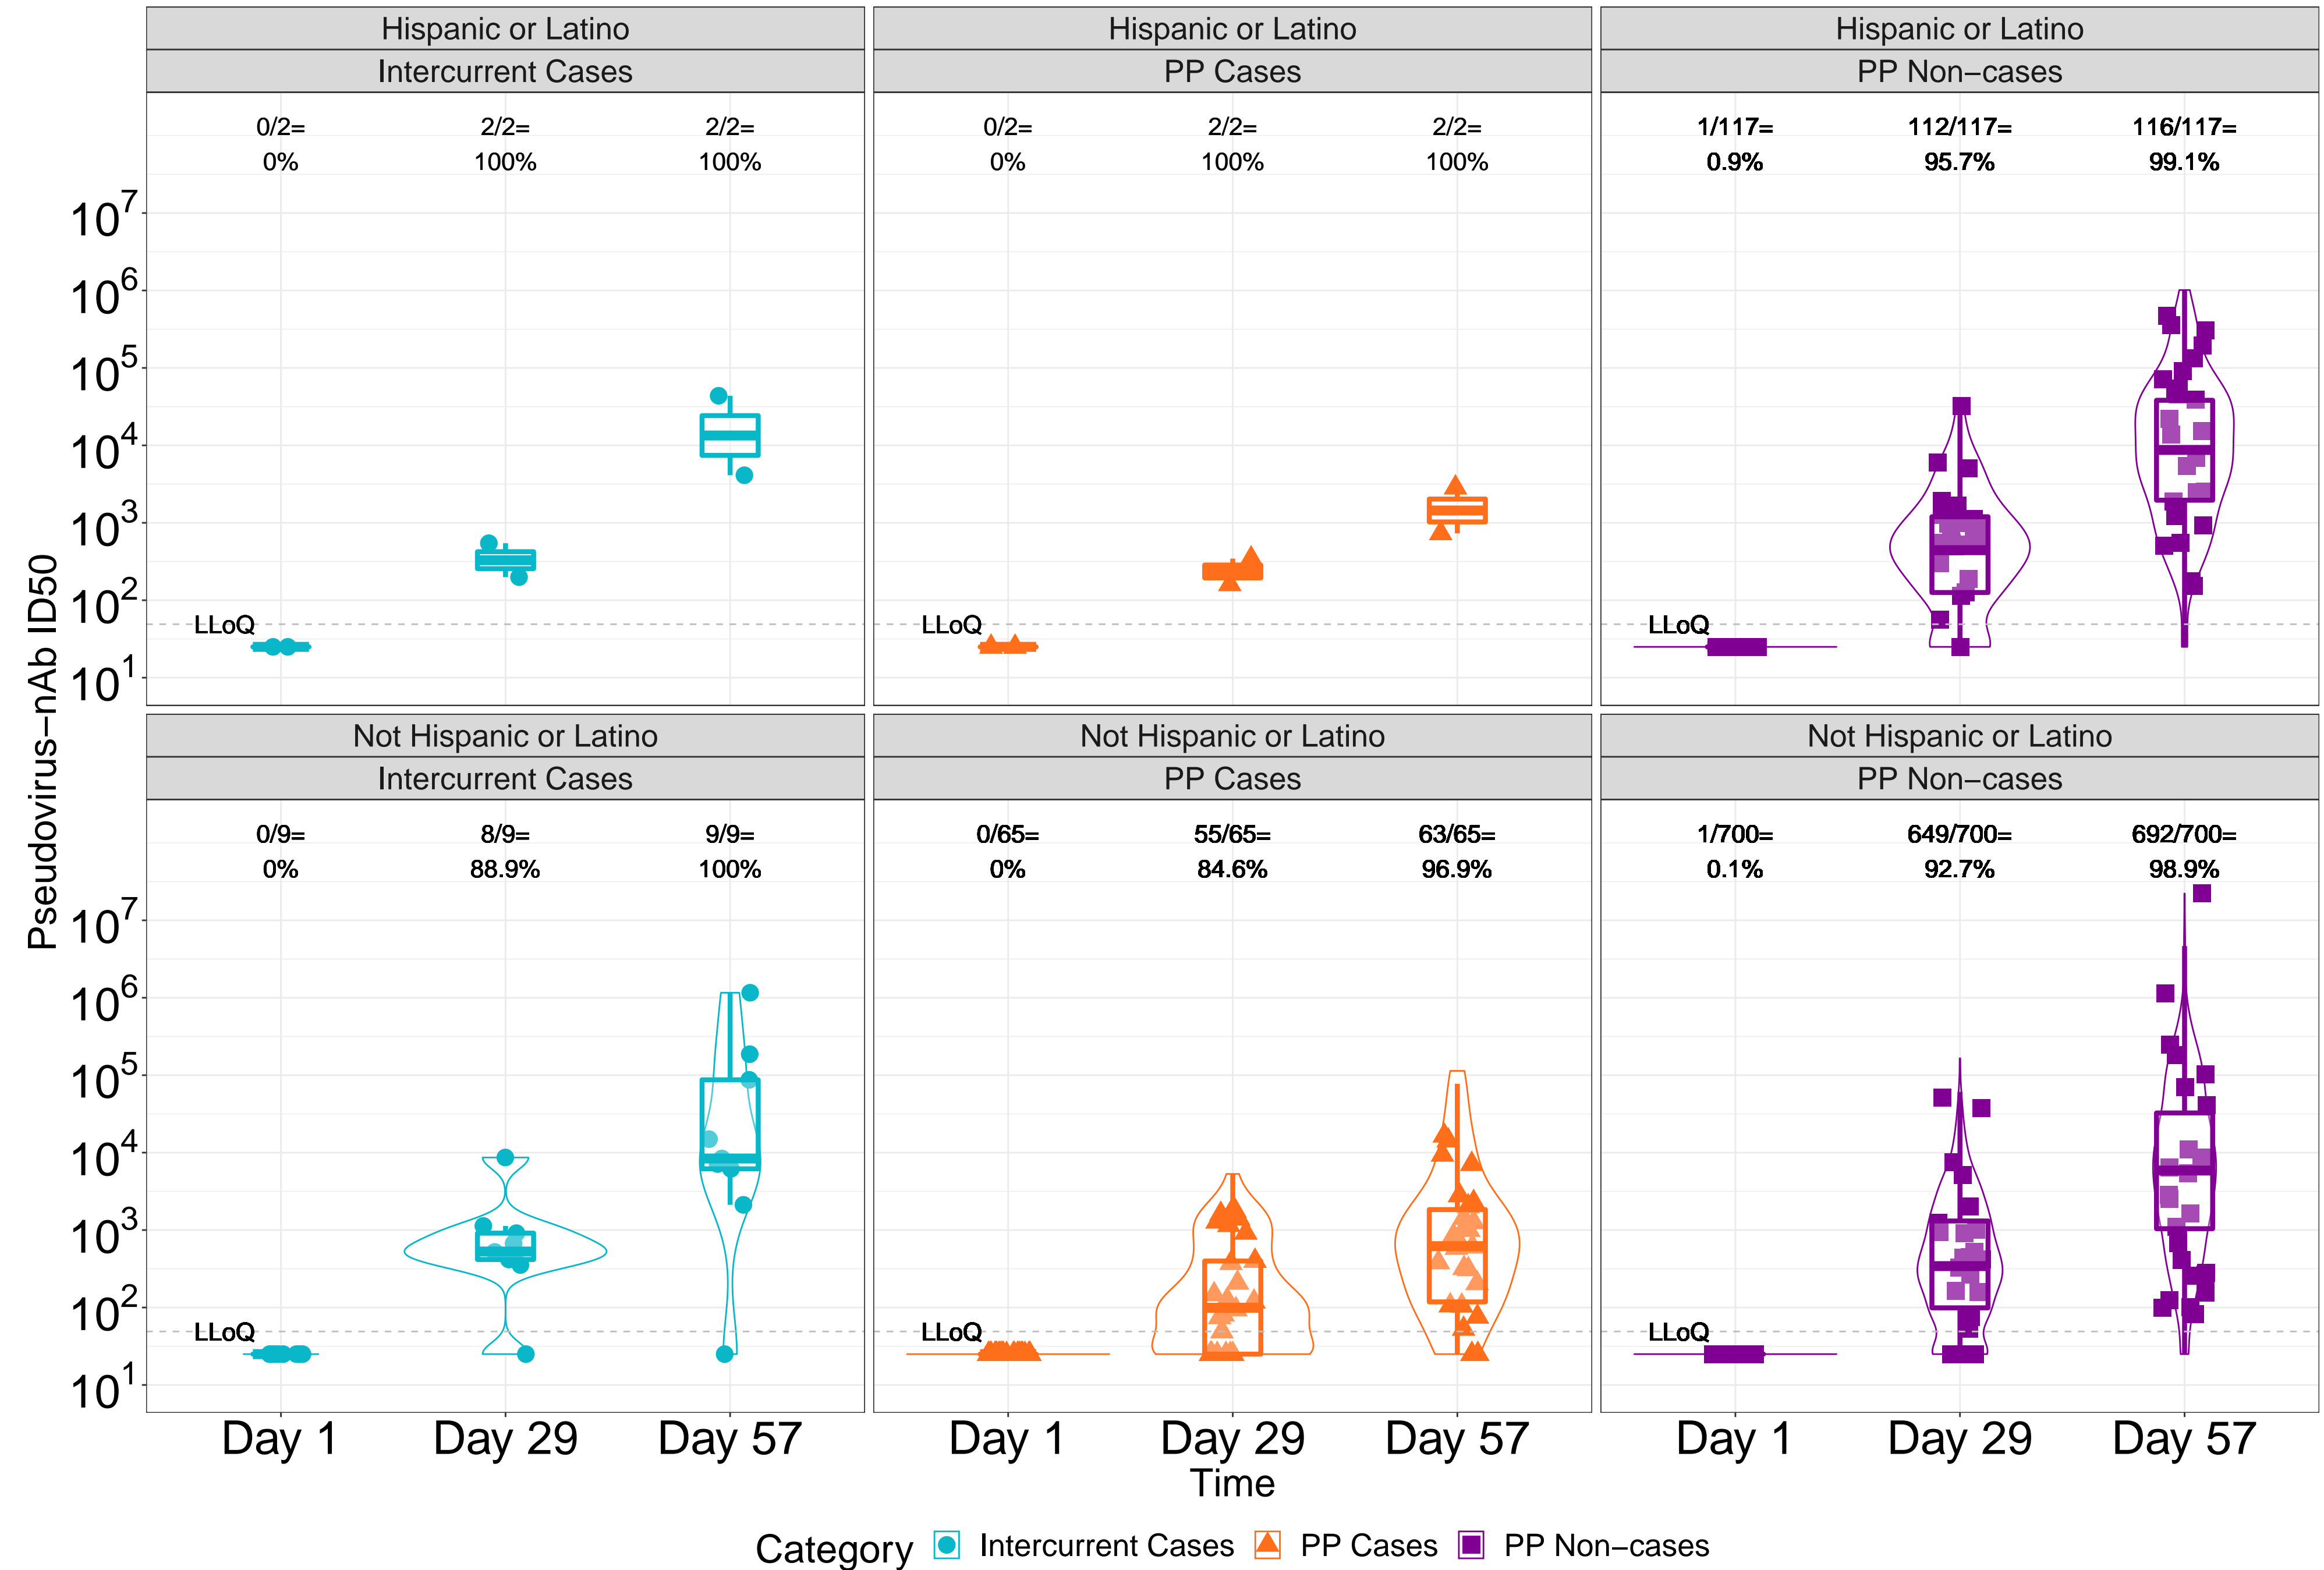 Hispanic or Latino
Intercurrent Cases
0/2= 2/2= 2/2=
0% 100% 100%
LLoQ
Hispanic or Latino
PP Cases
0/2= 2/2= 2/2=
0% 100% 100%
LLoQ
Hispanic or Latino
PP Non−cases
1/117= 112/117= 116/117=
0.9% 95.7% 99.1%
LLoQ
10^7
10^6
10^5
10^4
10^3
10^2
10^1
Pseudovirus−nAb ID50
Not Hispanic or Latino
Intercurrent Cases
0/9= 8/9= 9/9=
0% 88.9% 100%
LLoQ
Not Hispanic or Latino
PP Cases
0/65= 55/65= 63/65=
0% 84.6% 96.9%
LLoQ
Not Hispanic or Latino
PP Non−cases
1/700= 649/700= 692/700=
0.1% 92.7% 98.9%
LLoQ
10^7
10^6
10^5
10^4
10^3
10^2
10^1
Day 1 Day 29 Day 57
Day 1 Day 29 Day 57
Day 1 Day 29 Day 57
Time
Category Intercurrent Cases PP Cases PP Non−cases